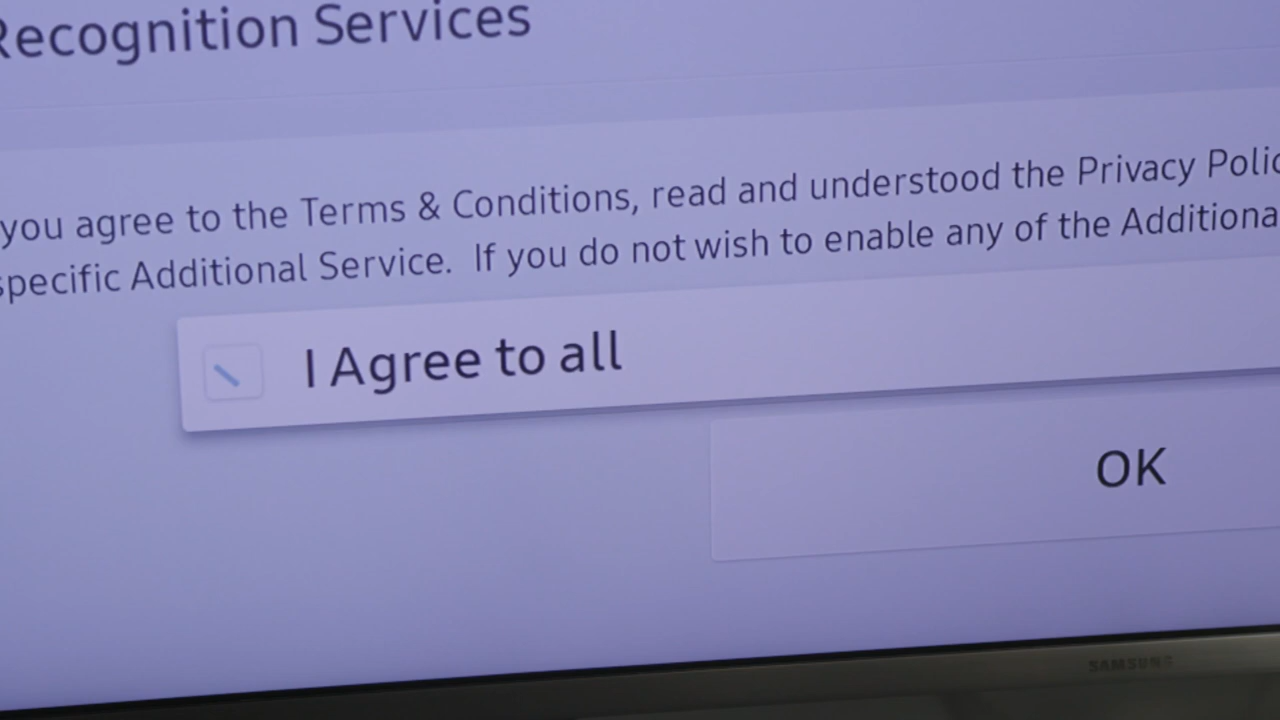 Recognition Services
you agree to the Terms & Conditions, read and understood the Privacy
specific Additional Service. If you do not wish to enable any of the
I Agree to all
OK
SAMSUNG